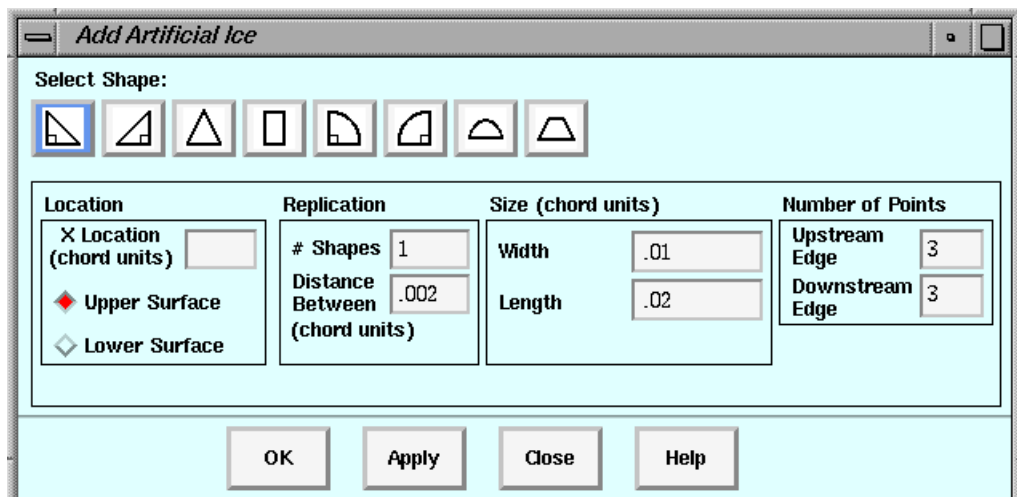 Add Artificial Ice
Select Shape:
Location
X Location
(chord units)
Upper Surface
Lower Surface
Replication
# Shapes 1
Distance
Between .002
(chord units)
Size (chord units)
Width .01
Length .02
Number of Points
Upstream
Edge 3
Downstream
Edge 3
OK Apply Close Help